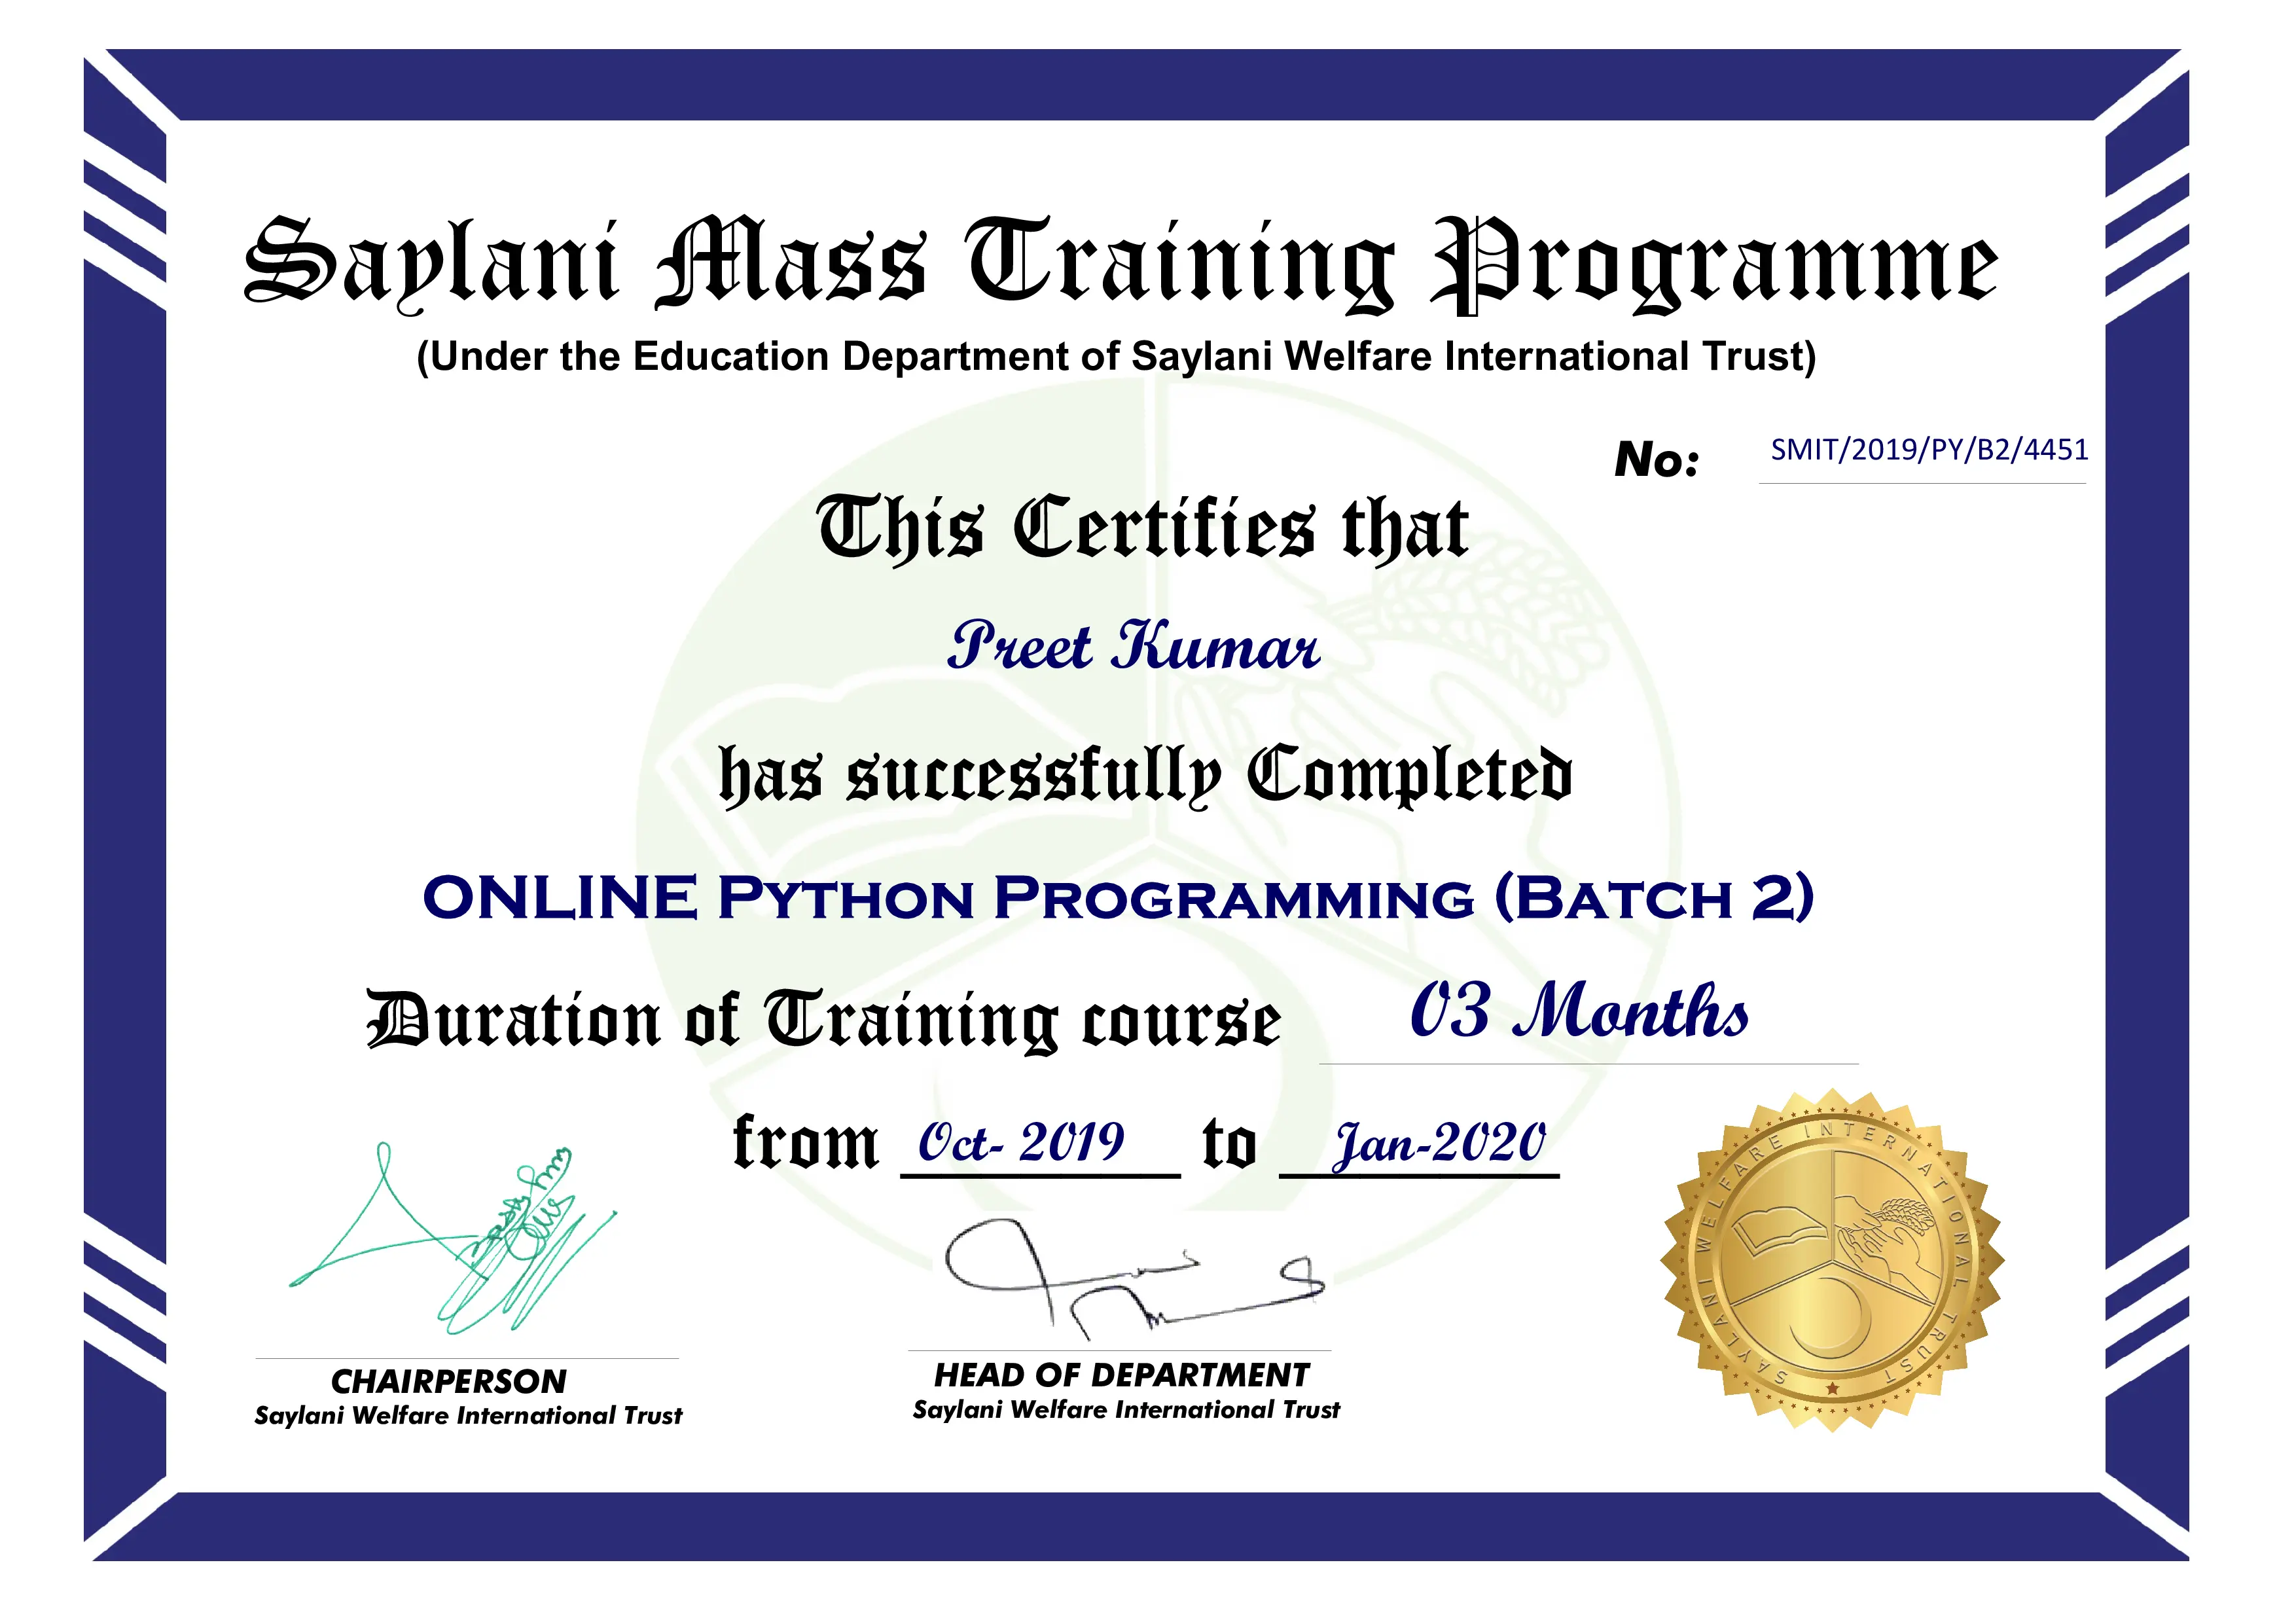 Saylani Mass Training Programme
(Under the Education Department of Saylani Welfare International Trust)
No: SMIT/2019/PY/B2/4451
This Certifies that
Preet Kumar
has successfully Completed
ONLINE PYTHON PROGRAMMING (BATCH 2)
Duration of Training course 03 Months
from Oct- 2019 to Jan-2020
CHAIRPERSON
Saylani Welfare International Trust
HEAD OF DEPARTMENT
Saylani Welfare International Trust
SAYLANI WELFARE INTERNATIONAL TRUST